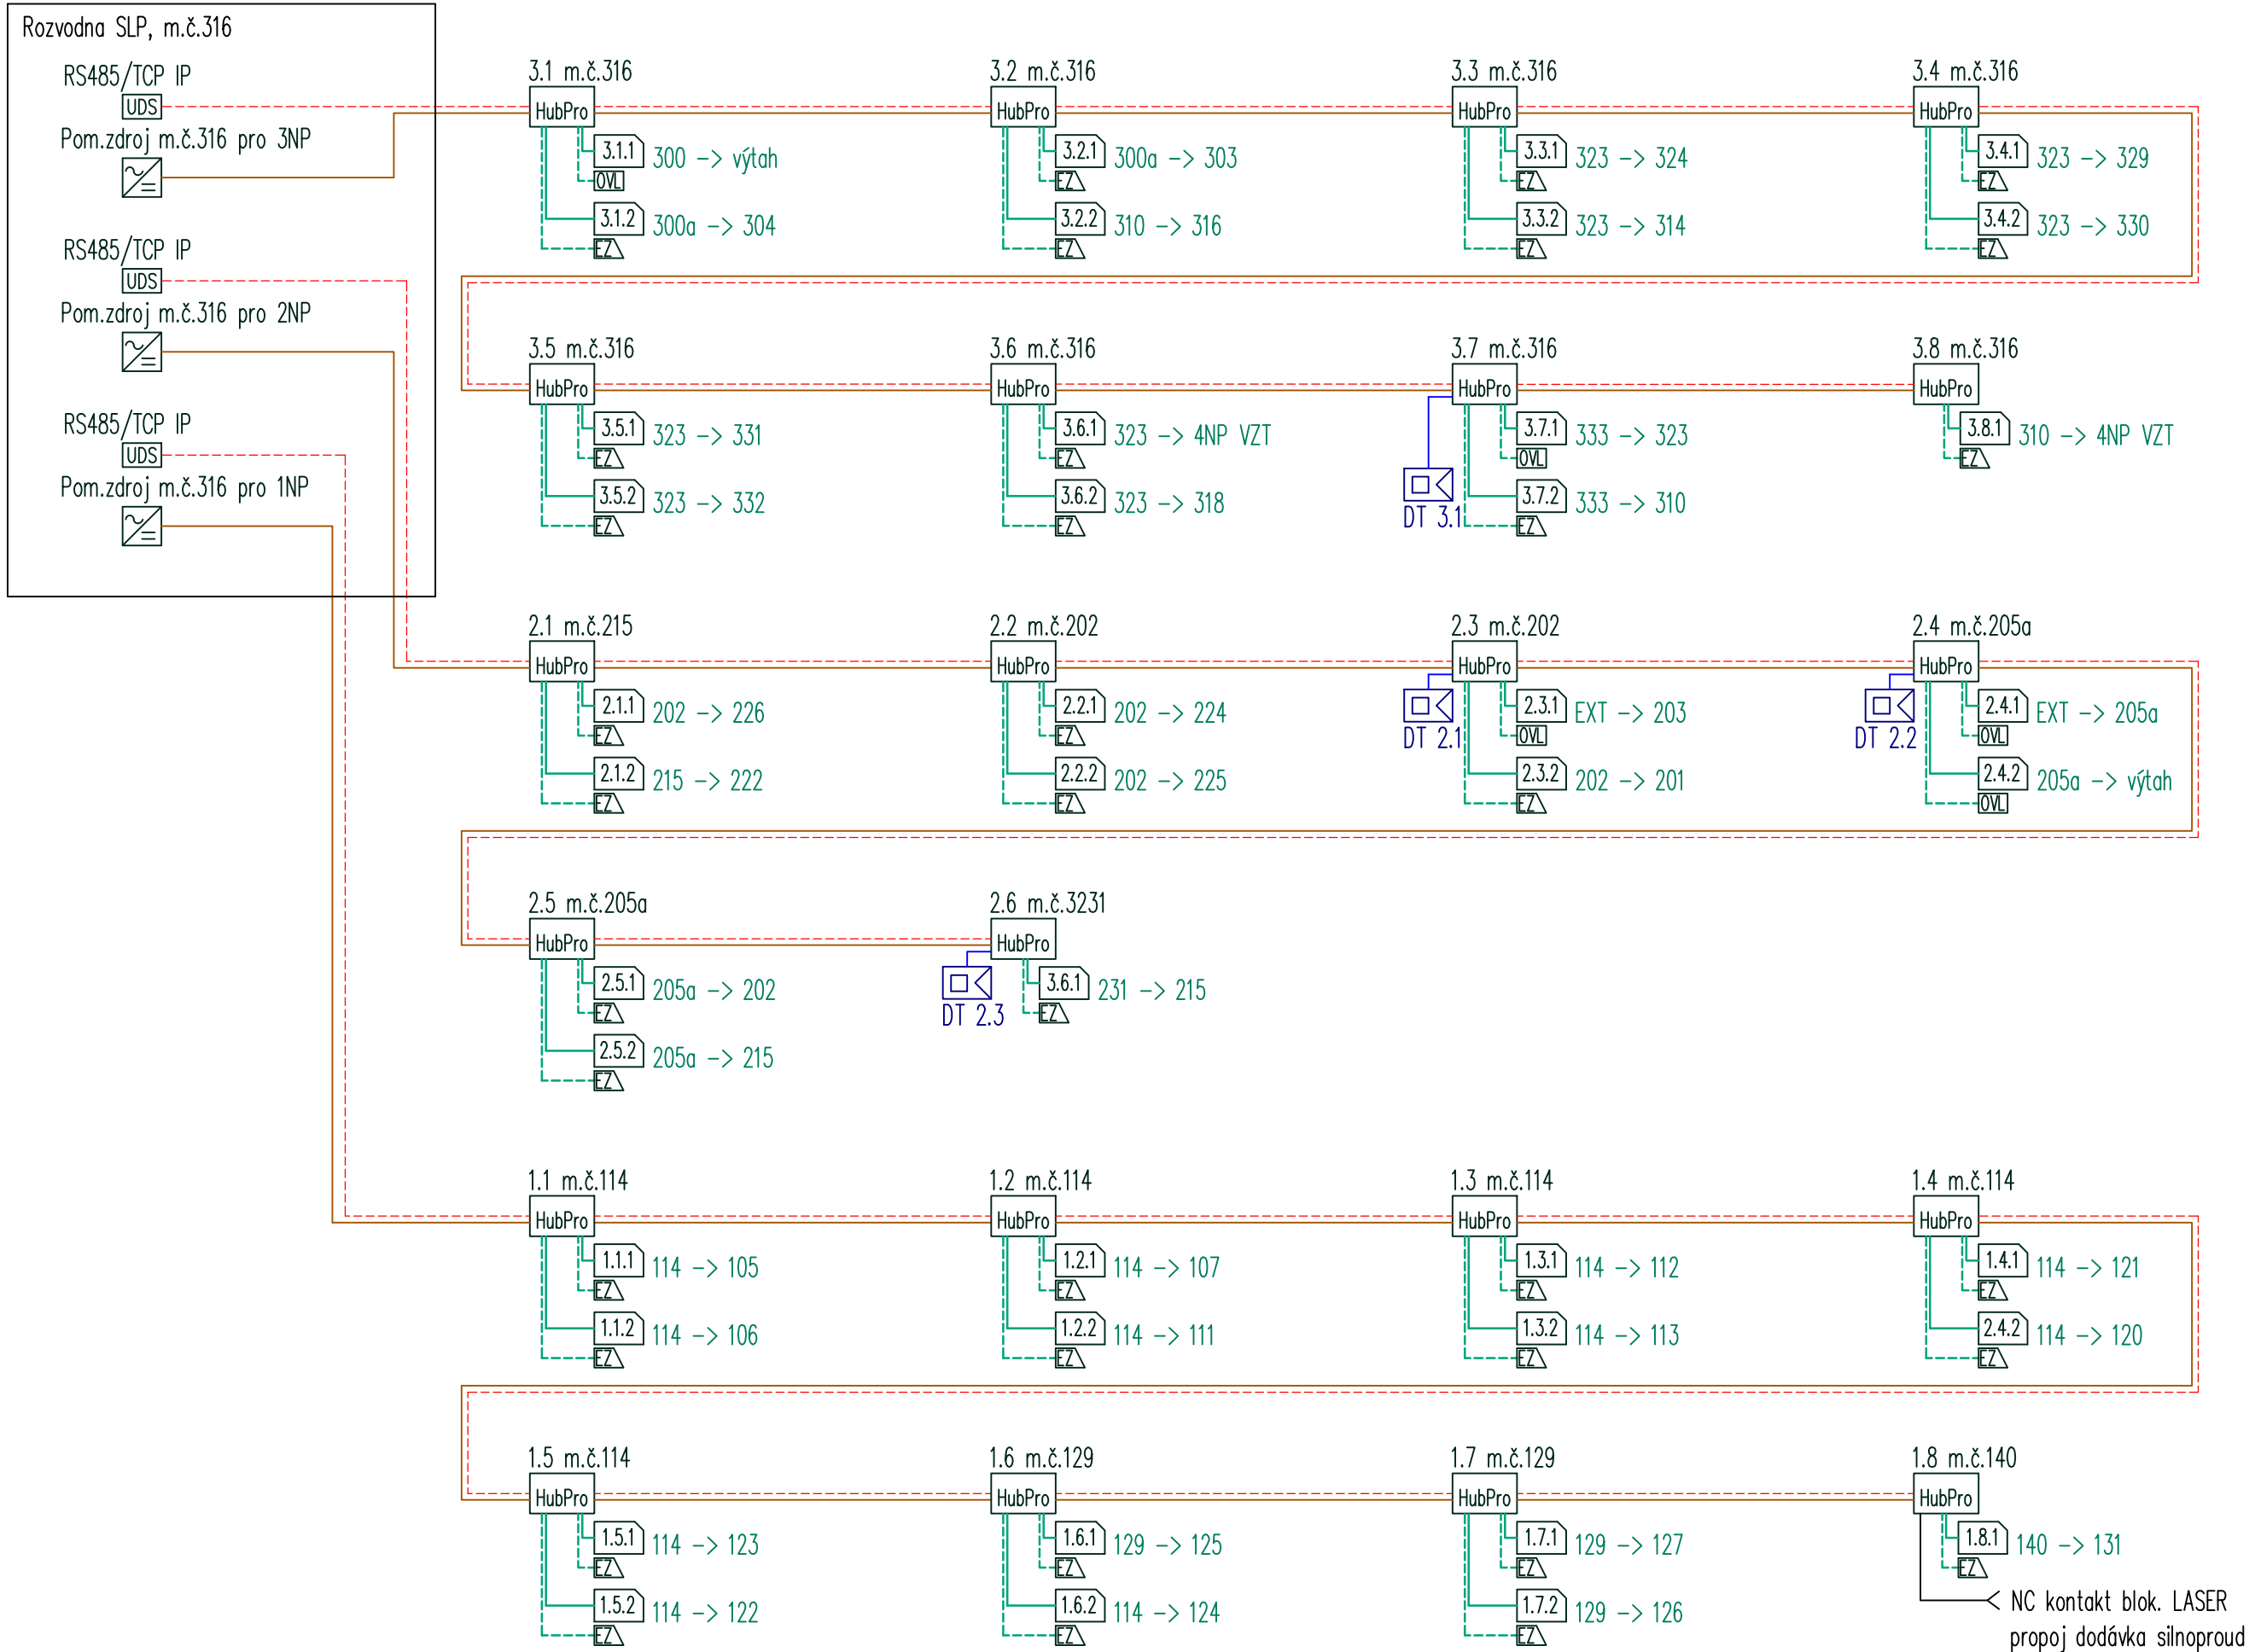 Rozvodna SLP, m.č.316
RS485/TCP IP
UDS
Pom.zdroj m.č.316 pro 3NP
RS485/TCP IP
UDS
Pom.zdroj m.č.316 pro 2NP
RS485/TCP IP
UDS
Pom.zdroj m.č.316 pro 1NP
3.1 m.č.316
HubPro
3.1.1 300 -> výtah
OVL
3.1.2 300a -> 304
EZ
3.2 m.č.316
HubPro
3.2.1 300a -> 303
EZ
3.2.2 310 -> 316
EZ
3.3 m.č.316
HubPro
3.3.1 323 -> 324
EZ
3.3.2 323 -> 314
EZ
3.4 m.č.316
HubPro
3.4.1 323 -> 329
EZ
3.4.2 323 -> 330
EZ
3.5 m.č.316
HubPro
3.5.1 323 -> 331
EZ
3.5.2 323 -> 332
EZ
3.6 m.č.316
HubPro
3.6.1 323 -> 4NP VZT
EZ
3.6.2 323 -> 318
EZ
3.7 m.č.316
HubPro
3.7.1 333 -> 323
OVL
3.7.2 333 -> 310
EZ
DT 3.1
3.8 m.č.316
HubPro
3.8.1 310 -> 4NP VZT
EZ
2.1 m.č.215
HubPro
2.1.1 202 -> 226
EZ
2.1.2 215 -> 222
EZ
2.2 m.č.202
HubPro
2.2.1 202 -> 224
EZ
2.2.2 202 -> 225
EZ
2.3 m.č.202
HubPro
2.3.1 EXT -> 203
OVL
DT 2.1
2.3.2 202 -> 201
EZ
2.4 m.č.205a
HubPro
2.4.1 EXT -> 205a
OVL
DT 2.2
2.4.2 205a -> výtah
OVL
2.5 m.č.205a
HubPro
2.5.1 205a -> 202
EZ
2.5.2 205a -> 215
EZ
2.6 m.č.3231
HubPro
3.6.1 231 -> 215
EZ
DT 2.3
1.1 m.č.114
HubPro
1.1.1 114 -> 105
EZ
1.1.2 114 -> 106
EZ
1.2 m.č.114
HubPro
1.2.1 114 -> 107
EZ
1.2.2 114 -> 111
EZ
1.3 m.č.114
HubPro
1.3.1 114 -> 112
EZ
1.3.2 114 -> 113
EZ
1.4 m.č.114
HubPro
1.4.1 114 -> 121
EZ
2.4.2 114 -> 120
EZ
1.5 m.č.114
HubPro
1.5.1 114 -> 123
EZ
1.5.2 114 -> 122
EZ
1.6 m.č.129
HubPro
1.6.1 129 -> 125
EZ
1.6.2 114 -> 124
EZ
1.7 m.č.129
HubPro
1.7.1 129 -> 127
EZ
1.7.2 129 -> 126
EZ
1.8 m.č.140
HubPro
1.8.1 140 -> 131
EZ
NC kontakt blok. LASER
propoj dodávka silnoproud